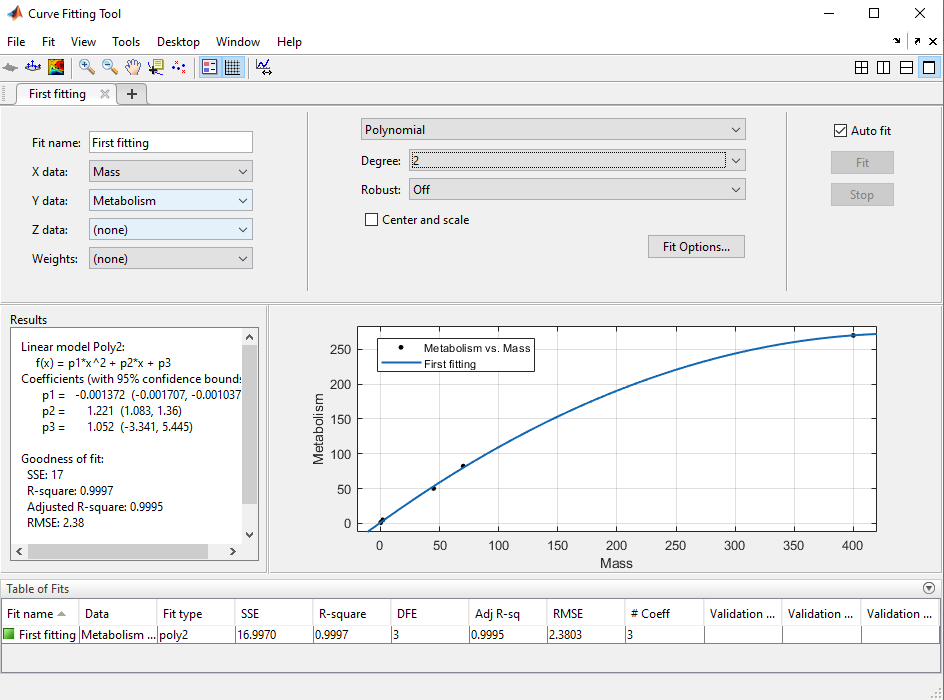 Curve Fitting Tool
File Fit View Tools Desktop Window Help
First fitting
Fit name: First fitting
X data: Mass
Y data: Metabolism
Z data: (none)
Weights: (none)
Polynomial
Degree: 2
Robust: Off
Center and scale
Fit Options...
Auto fit
Fit
Stop
Results
Linear model Poly2:
f(x) = p1*x^2 + p2*x + p3
Coefficients (with 95% confidence bounds
p1 = -0.001372 (-0.001707, -0.001037
p2 = 1.221 (1.083, 1.36)
p3 = 1.052 (-3.341, 5.445)
Goodness of fit:
SSE: 17
R-square: 0.9997
Adjusted R-square: 0.9995
RMSE: 2.38
Metabolism vs. Mass
First fitting
Metabolism
250
200
150
100
50
0
0 50 100 150 200 250 300 350 400
Mass
Table of Fits
Fit name Data Fit type SSE R-square DFE Adj R-sq RMSE # Coeff Validation ... Validation ... Validation ...
First fitting Metabolism ... poly2 16.9970 0.9997 3 0.9995 2.3803 3